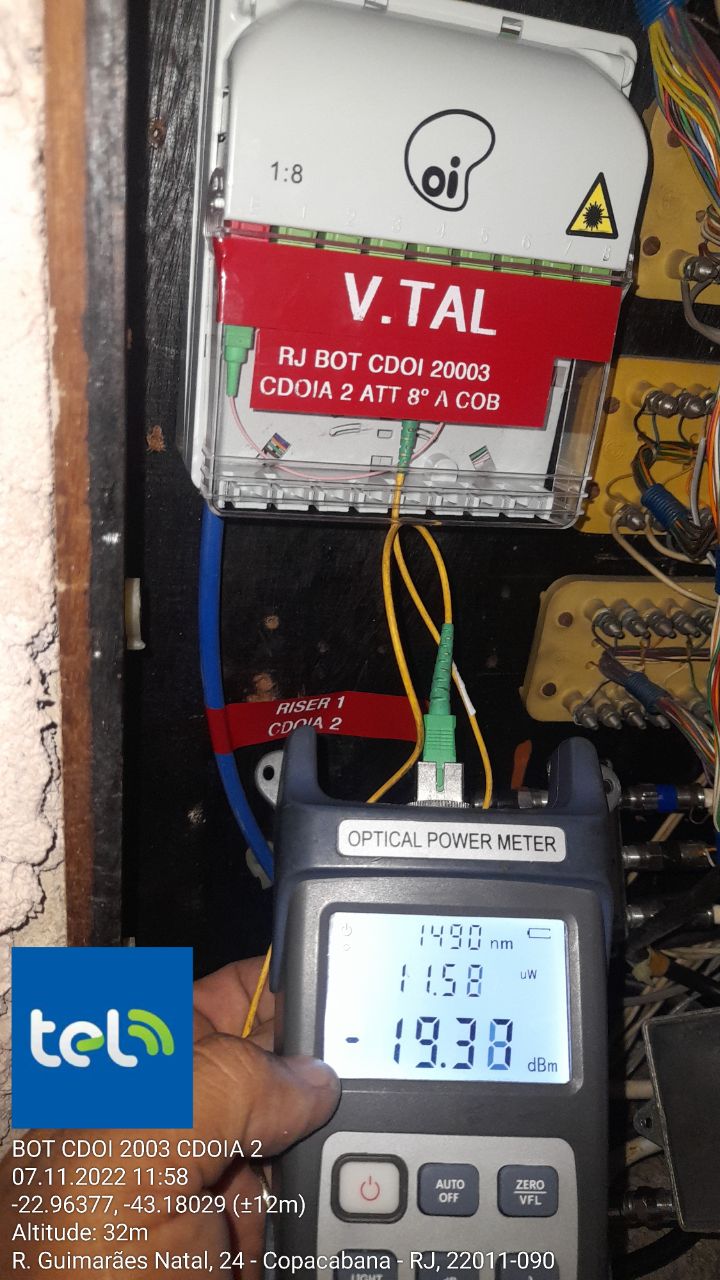 1:8
oi
E 1 2 3 4 5 6 7 8
V.TAL
RJ BOT CDOI 20003
CDOIA 2 ATT 8º A COB
RISER 1
CDOIA 2
OPTICAL POWER METER
1490 nm
11.58 uW
-19.38 dBm
AUTO
OFF
ZERO
VFL
LIGHT
dB
tel
BOT CDOI 2003 CDOIA 2
07.11.2022 11:58
-22.96377, -43.18029 (±12m)
Altitude: 32m
R. Guimarães Natal, 24 - Copacabana - RJ, 22011-090